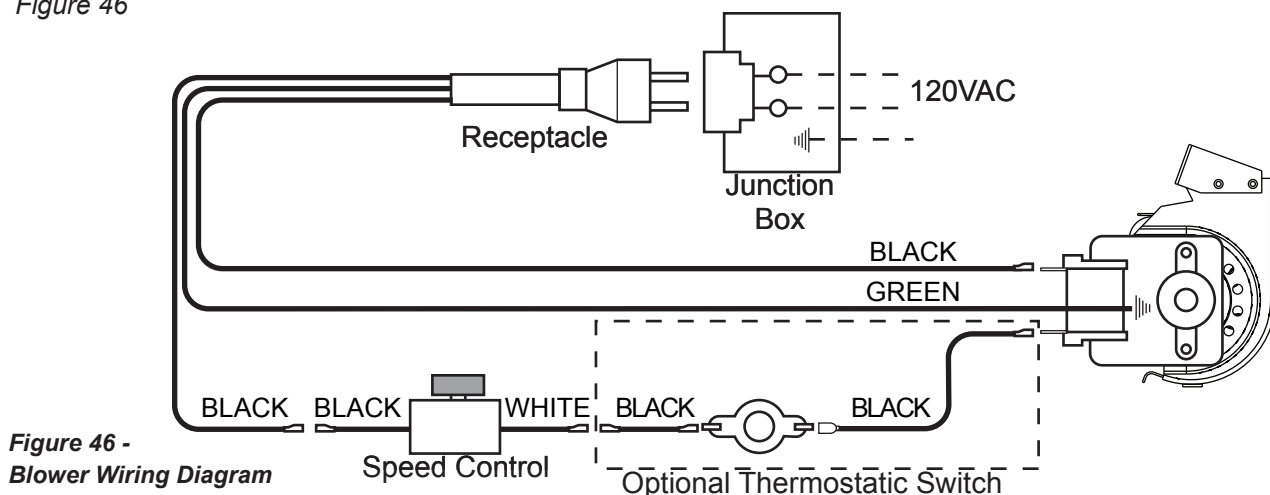 Figure 46
120VAC
Receptacle
Junction
Box
BLACK
GREEN
BLACK BLACK WHITE BLACK BLACK
Speed Control
Optional Thermostatic Switch
Figure 46 -
Blower Wiring Diagram